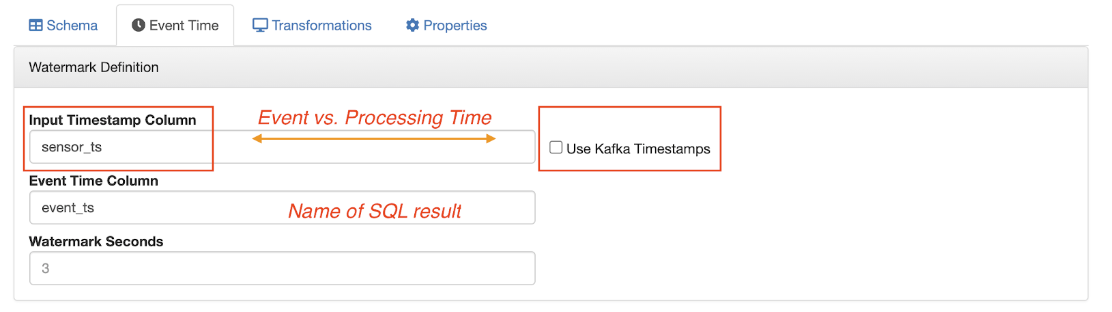 Schema Event Time Transformations Properties
Watermark Definition
Input Timestamp Column
Event vs. Processing Time
sensor_ts
Use Kafka Timestamps
Event Time Column
event_ts
Name of SQL result
Watermark Seconds
3